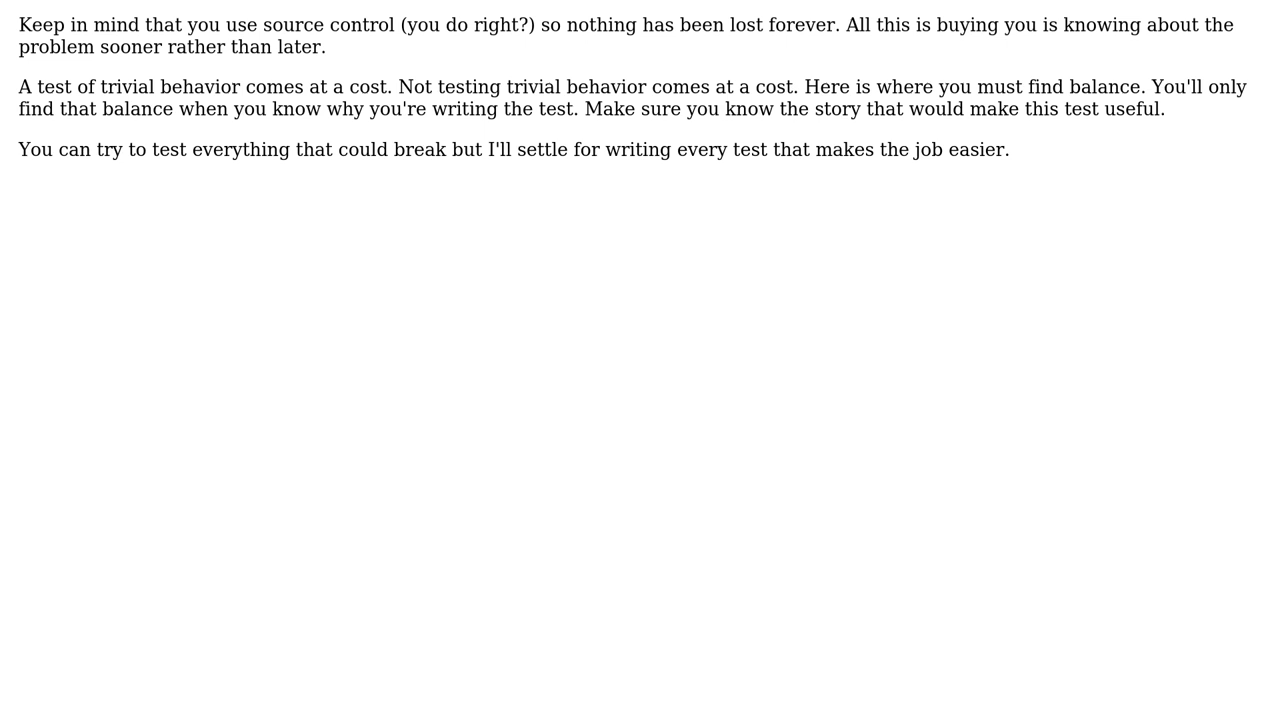 Keep in mind that you use source control (you do right?) so nothing has been lost forever. All this is buying you is knowing about the
problem sooner rather than later.
A test of trivial behavior comes at a cost. Not testing trivial behavior comes at a cost. Here is where you must find balance. You'll only
find that balance when you know why you're writing the test. Make sure you know the story that would make this test useful.
You can try to test everything that could break but I'll settle for writing every test that makes the job easier.